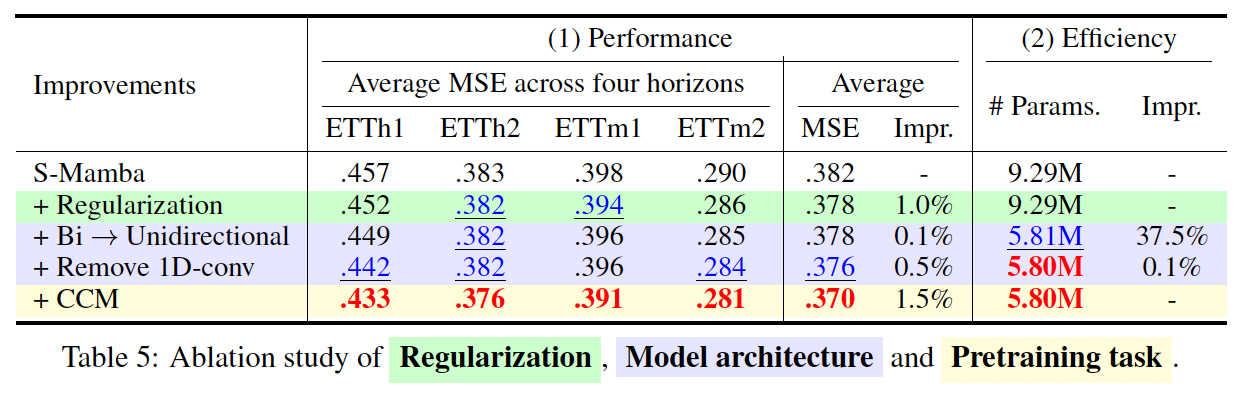 (1) Performance (2) Efficiency
Improvements Average MSE across four horizons Average # Params. Impr.
ETTh1 ETTh2 ETTm1 ETTm2 MSE Impr.
S-Mamba .457 .383 .398 .290 .382 - 9.29M -
+ Regularization .452 .382 .394 .286 .378 1.0% 9.29M -
+ Bi → Unidirectional .449 .382 .396 .285 .378 0.1% 5.81M 37.5%
+ Remove 1D-conv .442 .382 .396 .284 .376 0.5% 5.80M 0.1%
+ CCM .433 .376 .391 .281 .370 1.5% 5.80M -
Table 5: Ablation study of Regularization , Model architecture and Pretraining task .